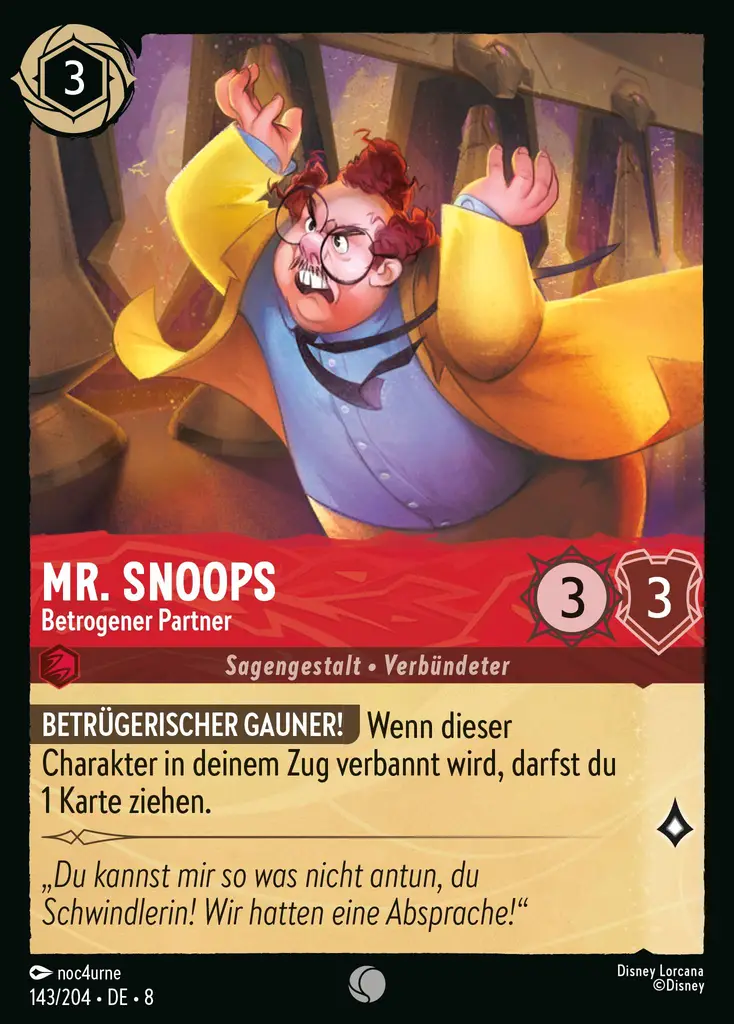 3
MR. SNOOPS
Betrogener Partner
3
3
Sagengestalt • Verbündeter
BETRÜGERISCHER GAUNER! Wenn dieser
Charakter in deinem Zug verbannt wird, darfst du
1 Karte ziehen.
„Du kannst mir so was nicht antun, du
Schwindlerin! Wir hatten eine Absprache!“
noc4urne
143/204 • DE • 8
Disney Lorcana
©Disney